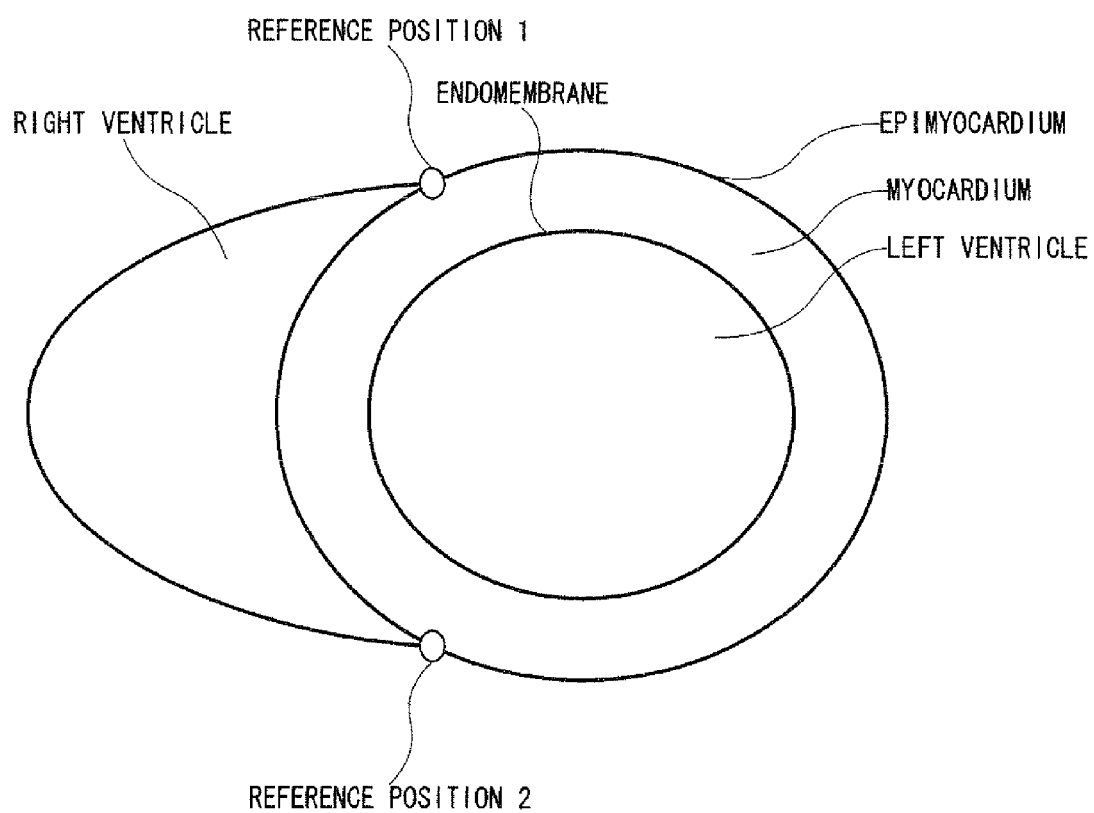 REFERENCE POSITION 1
ENDOMEMBRANE
RIGHT VENTRICLE
EPIMYOCARDIUM
MYOCARDIUM
LEFT VENTRICLE
REFERENCE POSITION 2